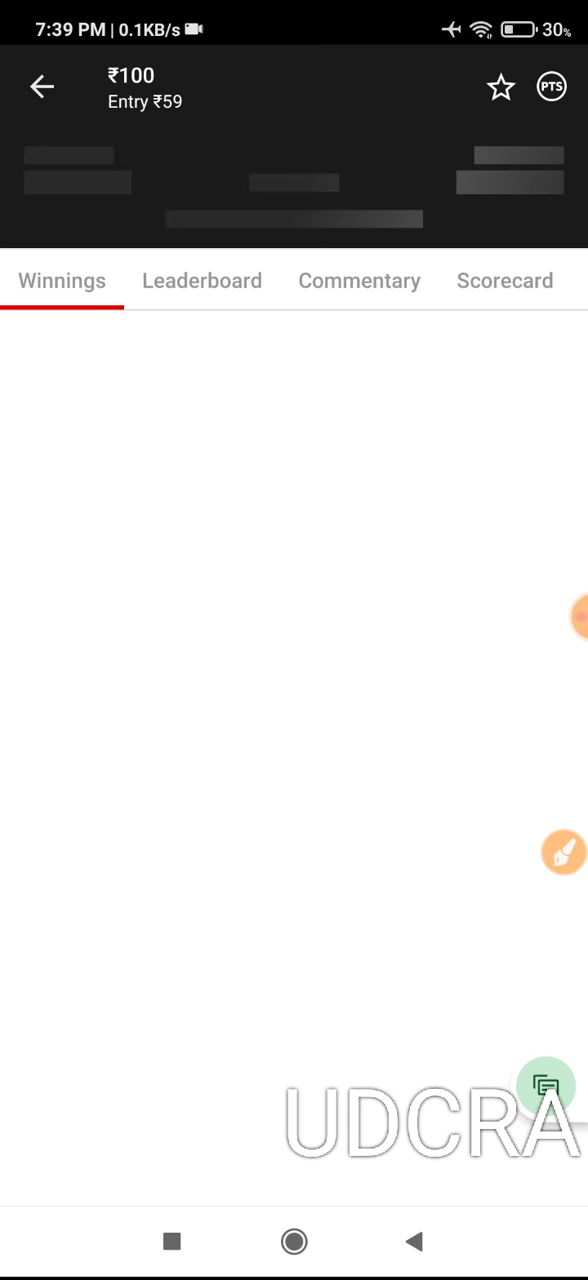 7:39 PM | 0.1KB/s 30%
₹100
Entry ₹59
PTS
Winnings Leaderboard Commentary Scorecard
UDCRA